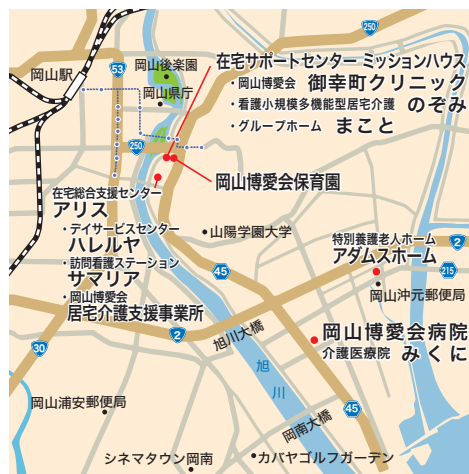 250
岡山後楽園
岡山駅
53
岡山県庁
在宅サポートセンター ミッションハウス
・岡山博愛会 御幸町クリニック
・看護小規模多機能型居宅介護 のぞみ
・グループホーム まこと
250
岡山博愛会保育園
在宅総合支援センター
アリス
・デイサービスセンター
ハレルヤ
・訪問看護ステーション
サマリア
・岡山博愛会
居宅介護支援事業所
山陽学園大学
特別養護老人ホーム
アダムスホーム
2
215
45
岡山沖元郵便局
旭川大橋
2
岡山博愛会病院
介護医療院 みくに
30
旭川
岡山浦安郵便局
45
岡南大橋
シネマタウン岡南
カバヤゴルフガーデン